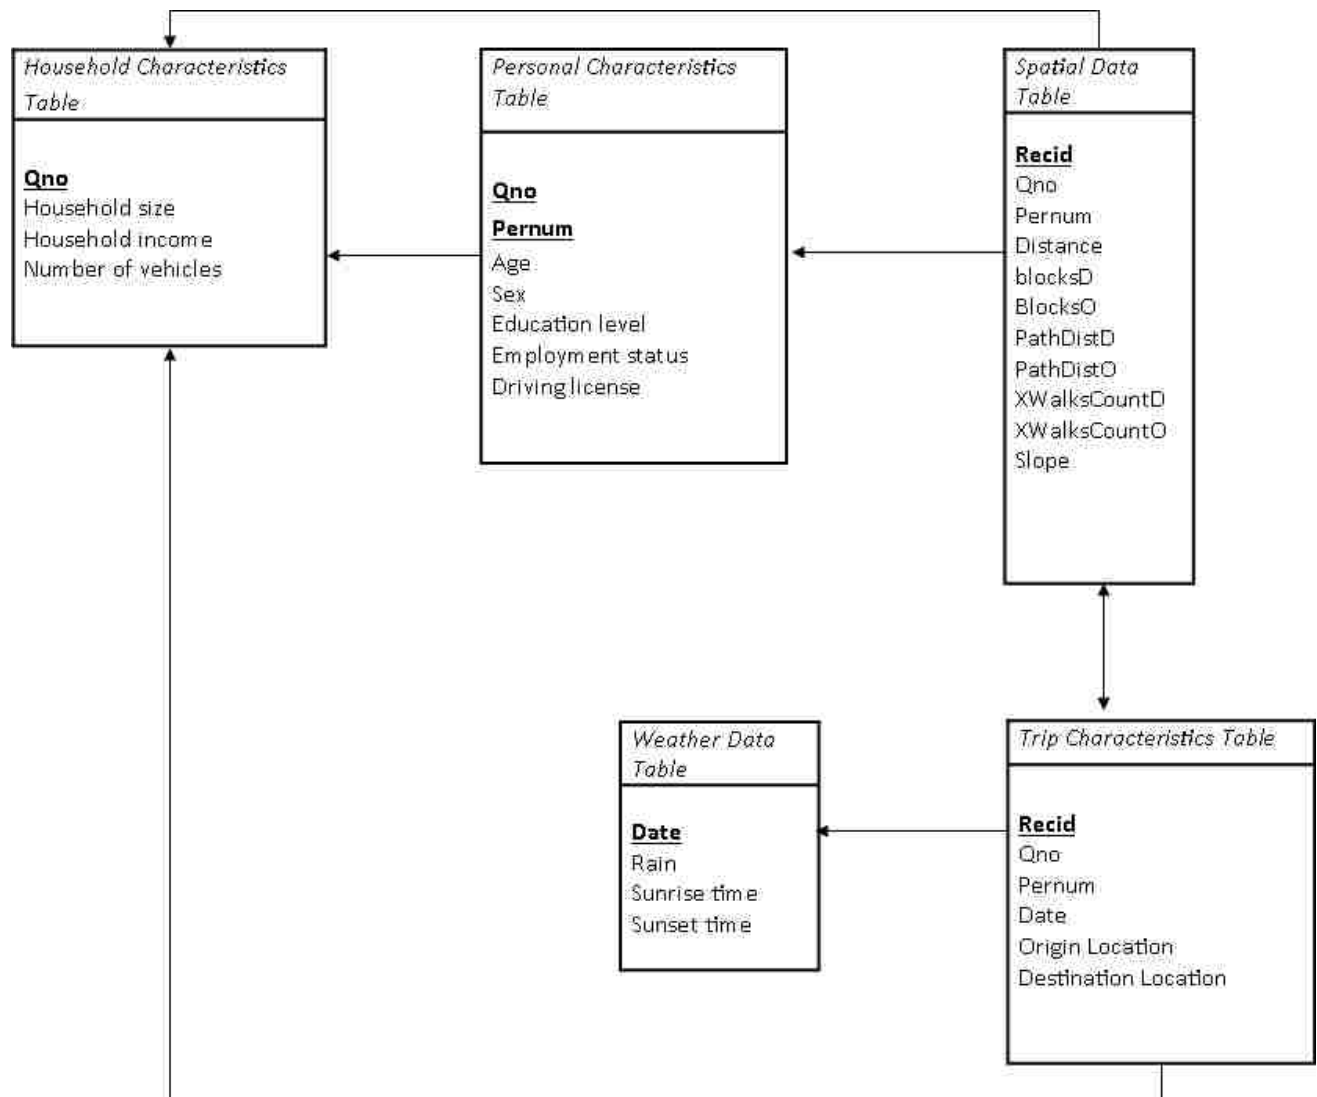 Household Characteristics
Table
Qno
Household size
Household income
Number of vehicles
Personal Characteristics
Table
Qno
Pernum
Age
Sex
Education level
Employment status
Driving license
Spatial Data
Table
Recid
Qno
Pernum
Distance
blocksD
BlocksO
PathDistD
PathDistO
XWalksCountD
XWalksCountO
Slope
Weather Data
Table
Date
Rain
Sunrise time
Sunset time
Trip Characteristics Table
Recid
Qno
Pernum
Date
Origin Location
Destination Location